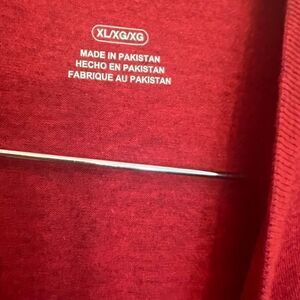 XL/XG/XG
MADE IN PAKISTAN
HECHO EN PAKISTAN
FABRIQUE AU PAKISTAN